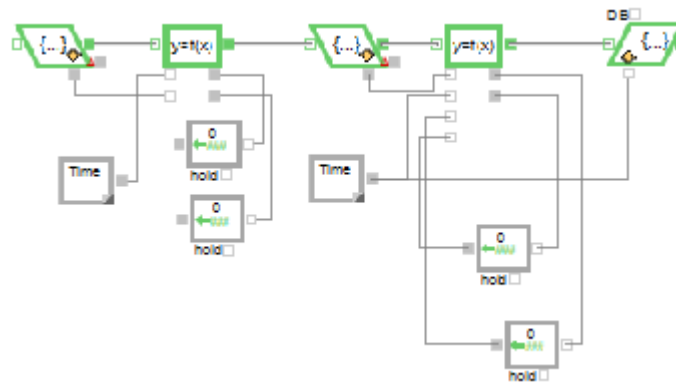 DB
{...}
y=f(x)
{...}
y=f(x)
{...}
0
Time
hold
Time
0
hold
0
hold
0
hold